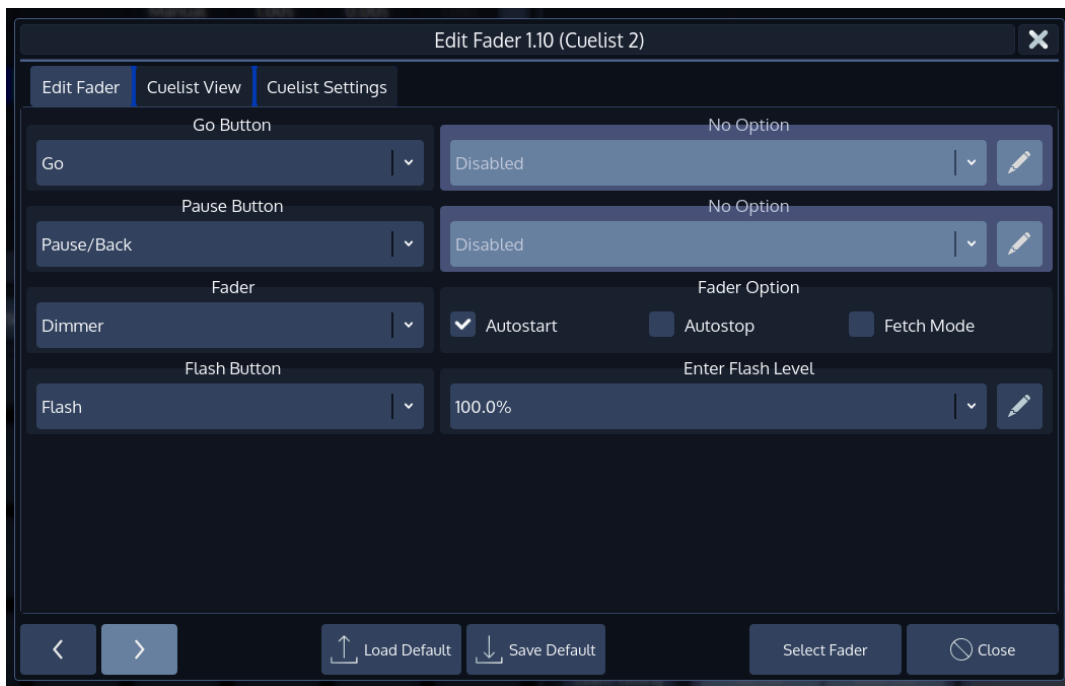 Edit Fader 1.10 (Cuelist 2)
Edit Fader
Cuelist View
Cuelist Settings
Go Button
No Option
Go
Disabled
Pause Button
No Option
Pause/Back
Disabled
Fader
Fader Option
Dimmer
Autostart
Autostop
Fetch Mode
Flash Button
Enter Flash Level
Flash
100.0%
Load Default
Save Default
Select Fader
Close